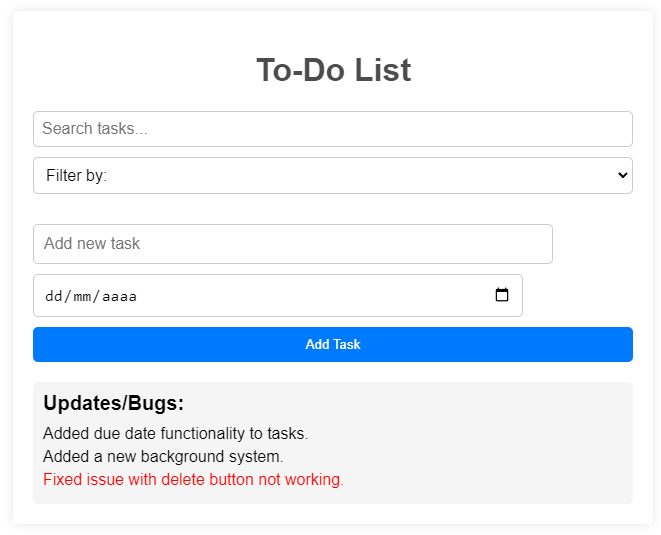 To-Do List
Search tasks...
Filter by:
Add new task
dd/mm/aaaa
Add Task
Updates/Bugs:
Added due date functionality to tasks.
Added a new background system.
Fixed issue with delete button not working.